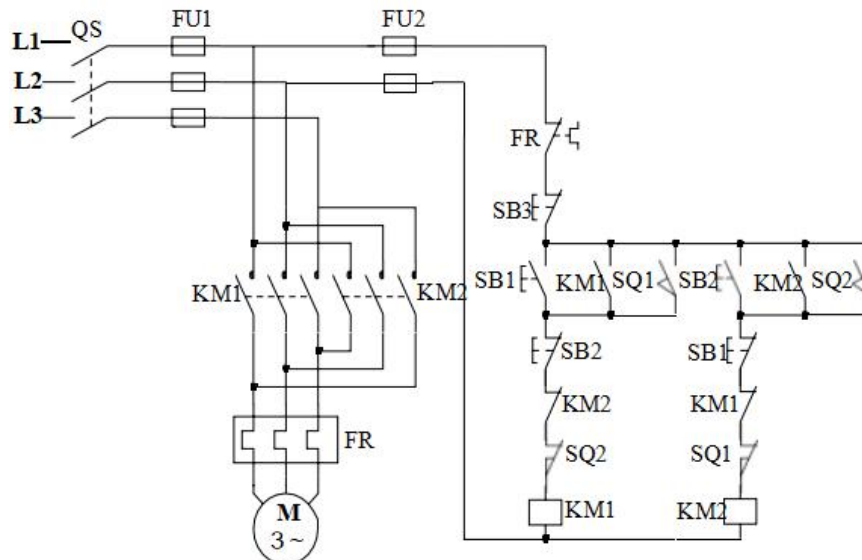 L1 QS FU1 FU2
L2
L3
FR
SB3
SB1 KM1 SQ1 SB2 KM2 SQ2
KM1 KM2
SB2 SB1
KM2 KM1
FR SQ2 SQ1
KM1 KM2
M
3~